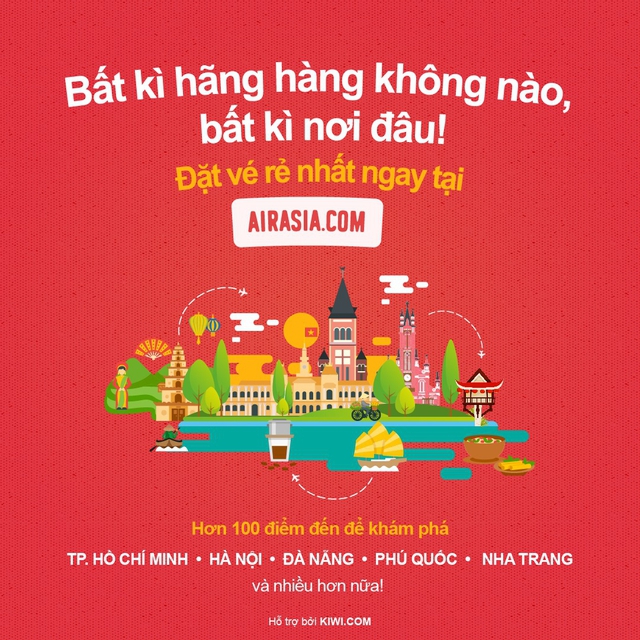 Bất kì hãng hàng không nào,
bất kì nơi đâu!
Đặt vé rẻ nhất ngay tại
AIRASIA.COM
Hơn 100 điểm đến để khám phá
TP. HỒ CHÍ MINH • HÀ NỘI • ĐÀ NĂNG • PHÚ QUỐC • NHA TRANG
và nhiều hơn nữa!
Hỗ trợ bởi KIWI.COM